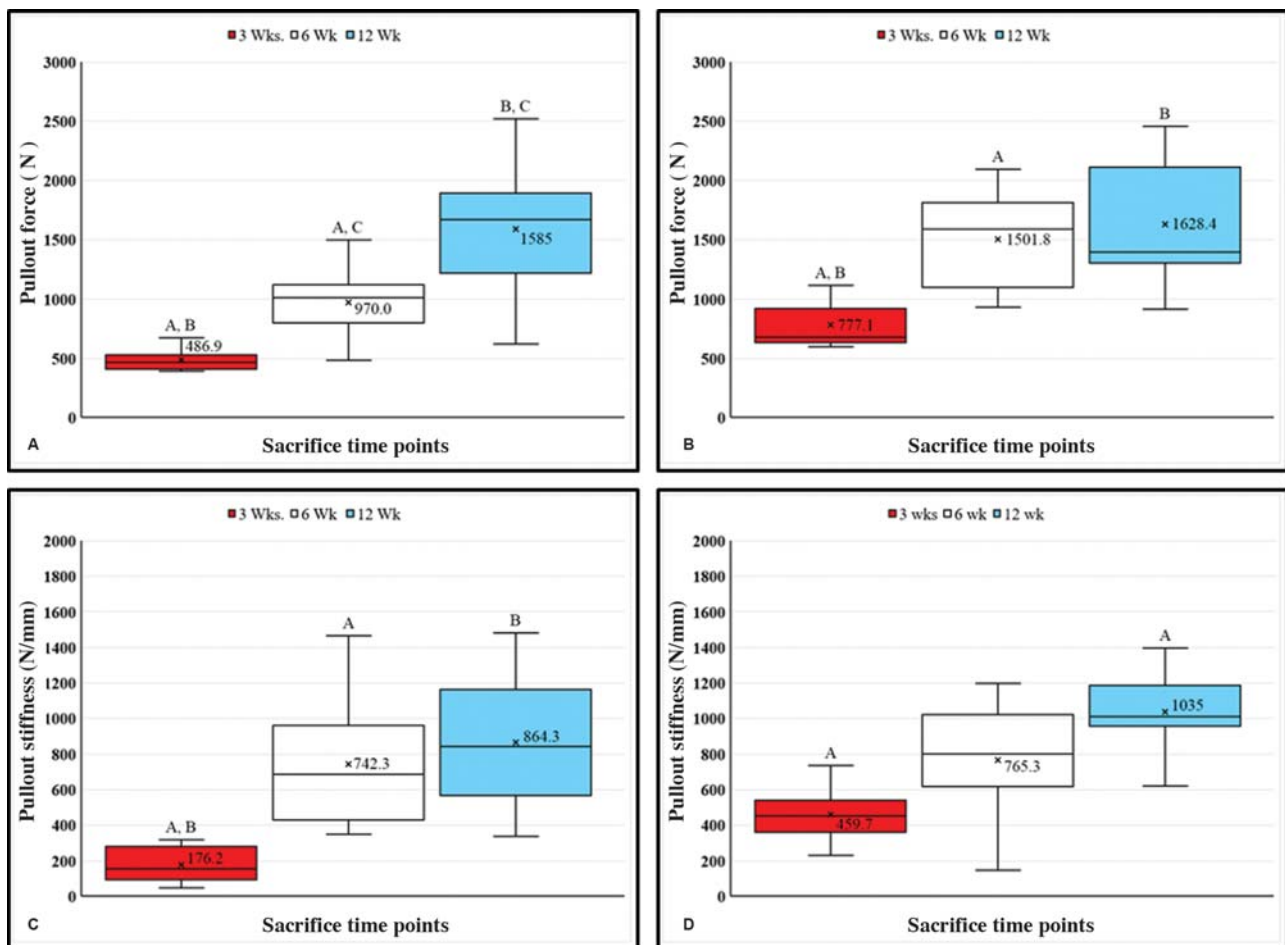 3 Wks. 6 Wk 12 Wk
3000
2500
2000
1500
1000
500
0
Pullout force ( N )
A, B
486.9
A, C
970.0
B, C
1585
A
Sacrifice time points
3 Wks. 6 Wk 12 Wk
3000
2500
2000
1500
1000
500
0
Pullout force ( N )
A, B
777.1
A
1501.8
B
1628.4
B
Sacrifice time points
3 Wks. 6 Wk 12 Wk
2000
1800
1600
1400
1200
1000
800
600
400
200
0
Pullout stiffness (N/mm)
A, B
176.2
A
742.3
B
864.3
C
Sacrifice time points
3 wks 6 wk 12 wk
2000
1800
1600
1400
1200
1000
800
600
400
200
0
Pullout stiffness (N/mm)
A
459.7
765.3
A
1035
D
Sacrifice time points